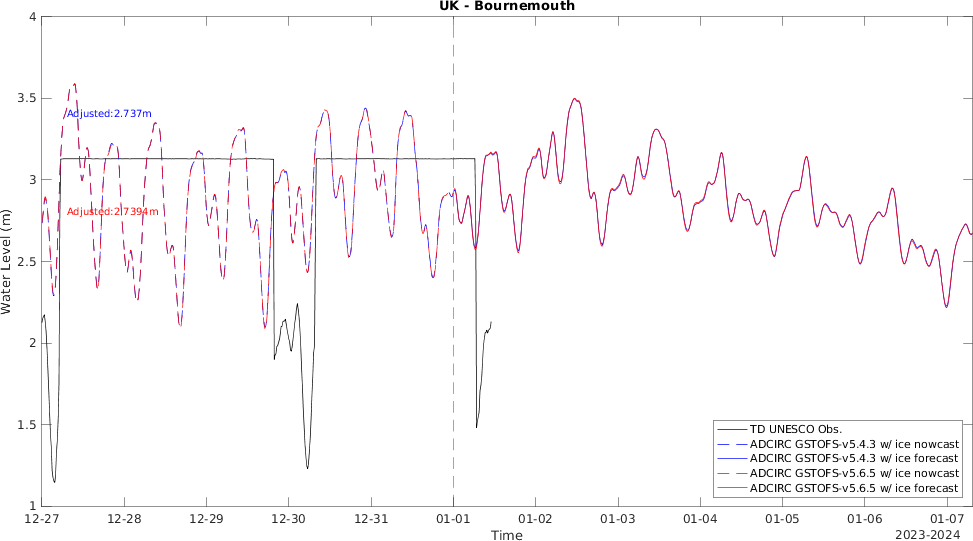 UK - Bournemouth
4
3.5
3
2.5
2
1.5
1
Water Level (m)
Adjusted:2.737m
Adjusted:2.7394m
TD UNESCO Obs.
ADCIRC GSTOFS-v5.4.3 w/ ice nowcast
ADCIRC GSTOFS-v5.4.3 w/ ice forecast
ADCIRC GSTOFS-v5.6.5 w/ ice nowcast
ADCIRC GSTOFS-v5.6.5 w/ ice forecast
12-27 12-28 12-29 12-30 12-31 01-01 01-02 01-03 01-04 01-05 01-06 01-07
Time
2023-2024